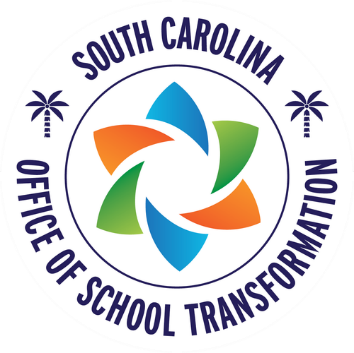 SOUTH CAROLINA
OFFICE OF SCHOOL TRANSFORMATION